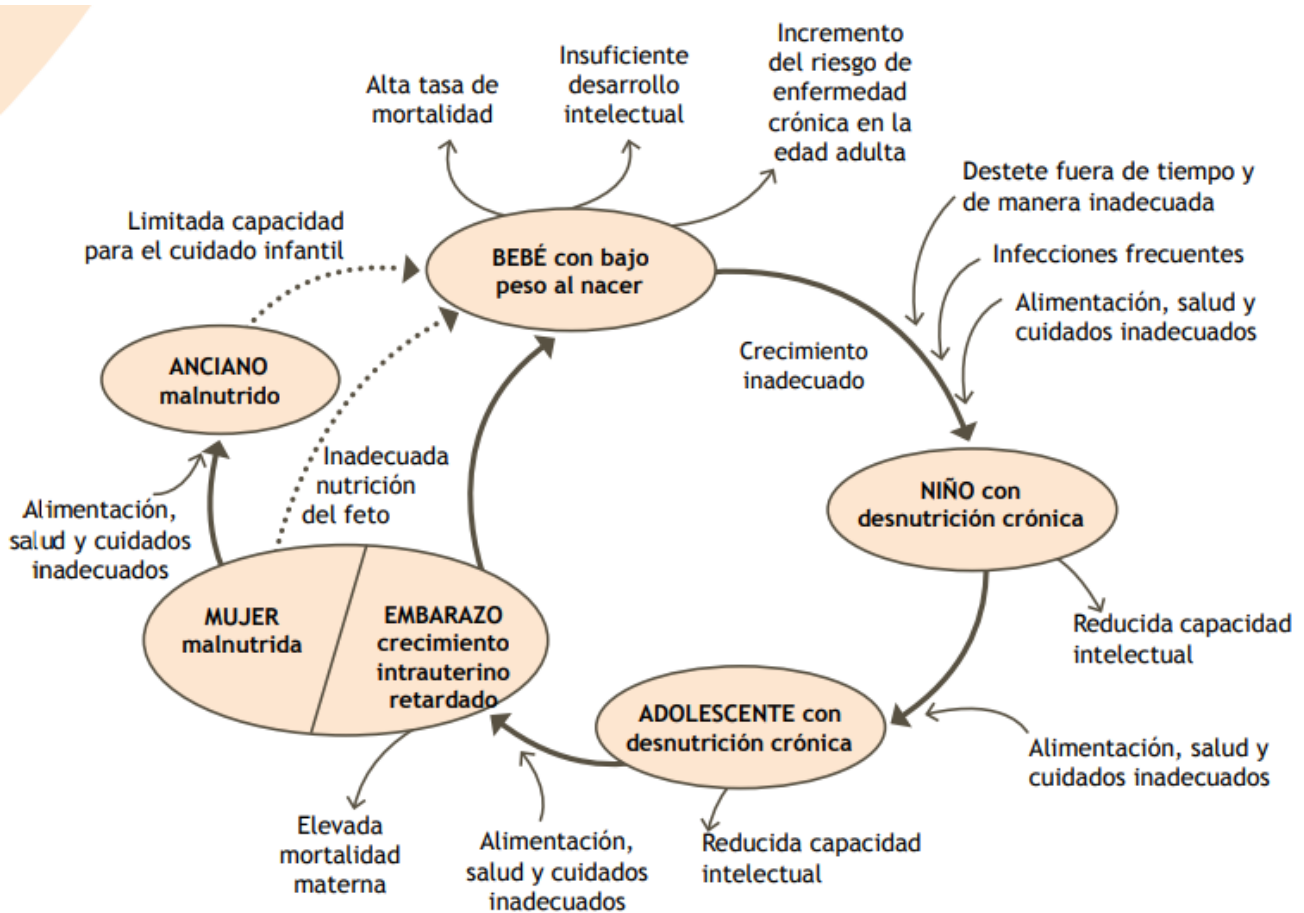 Alta tasa de
mortalidad
Insuficiente
desarrollo
intelectual
Incremento
del riesgo de
enfermedad
crónica en la
edad adulta
Destete fuera de tiempo y
de manera inadecuada
Infecciones frecuentes
Alimentación, salud y
cuidados inadecuados
Limitada capacidad
para el cuidado infantil
BEBÉ con bajo
peso al nacer
Crecimiento
inadecuado
ANCIANO
malnutrido
Inadecuada
nutrición
del feto
Alimentación,
salud y cuidados
inadecuados
NIÑO con
desnutrición crónica
MUJER
malnutrida
EMBARAZO
crecimiento
intrauterino
retardado
Reducida capacidad
intelectual
ADOLESCENTE con
desnutrición crónica
Alimentación, salud y
cuidados inadecuados
Elevada
mortalidad
materna
Alimentación,
salud y cuidados
inadecuados
Reducida capacidad
intelectual